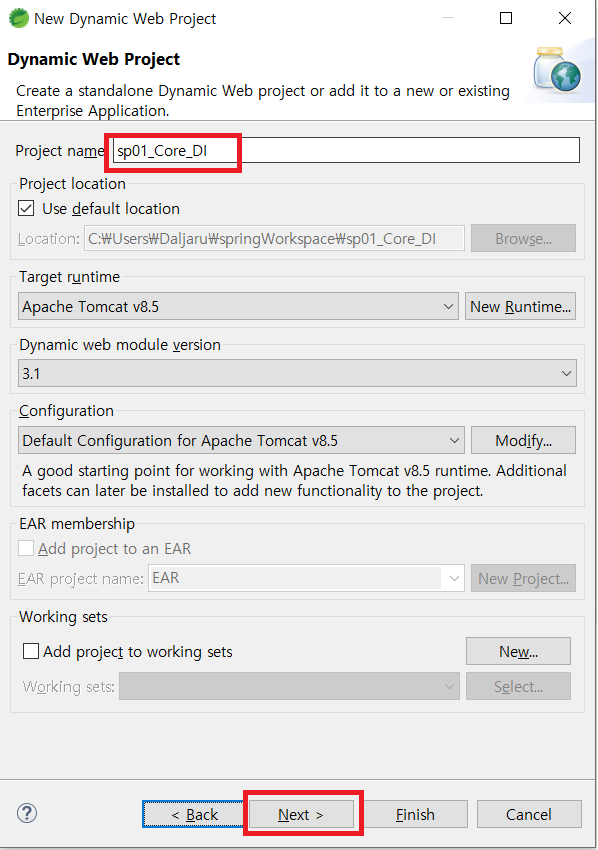 New Dynamic Web Project
Dynamic Web Project
Create a standalone Dynamic Web project or add it to a new or existing
Enterprise Application.
Project name: sp01_Core_DI
Project location
Use default location
Location: C:₩Users₩Daljaru₩springWorkspace₩sp01_Core_DI Browse...
Target runtime
Apache Tomcat v8.5 New Runtime...
Dynamic web module version
3.1
Configuration
Default Configuration for Apache Tomcat v8.5 Modify...
A good starting point for working with Apache Tomcat v8.5 runtime. Additional
facets can later be installed to add new functionality to the project.
EAR membership
Add project to an EAR
EAR project name: EAR New Project...
Working sets
Add project to working sets New...
Working sets: Select...
< Back Next > Finish Cancel